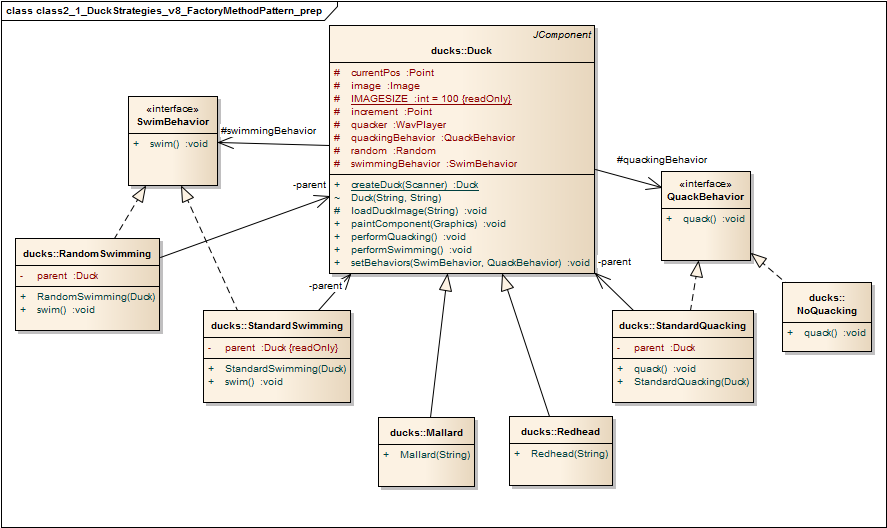 class class2_1_DuckStrategies_v8_FactoryMethodPattern_prep
JComponent
ducks::Duck
# currentPos :Point
# image :Image
# IMAGESIZE :int = 100 {readOnly}
# increment :Point
# quacker :WavPlayer
# quackingBehavior :QuackBehavior
# random :Random
# swimmingBehavior :SwimBehavior
+ createDuck(Scanner) :Duck
~ Duck(String, String)
# loadDuckImage(String) :void
+ paintComponent(Graphics) :void
+ performQuacking() :void
+ performSwimming() :void
+ setBehaviors(SwimBehavior, QuackBehavior) :void
«interface»
SwimBehavior
+ swim() :void
#swimmingBehavior
#quackingBehavior
«interface»
QuackBehavior
+ quack() :void
-parent
ducks::RandomSwimming
- parent :Duck
+ RandomSwimming(Duck)
+ swim() :void
-parent
ducks::StandardSwimming
- parent :Duck {readOnly}
+ StandardSwimming(Duck)
+ swim() :void
-parent
ducks::StandardQuacking
- parent :Duck
+ quack() :void
+ StandardQuacking(Duck)
ducks::
NoQuacking
+ quack() :void
ducks::Mallard
+ Mallard(String)
ducks::Redhead
+ Redhead(String)